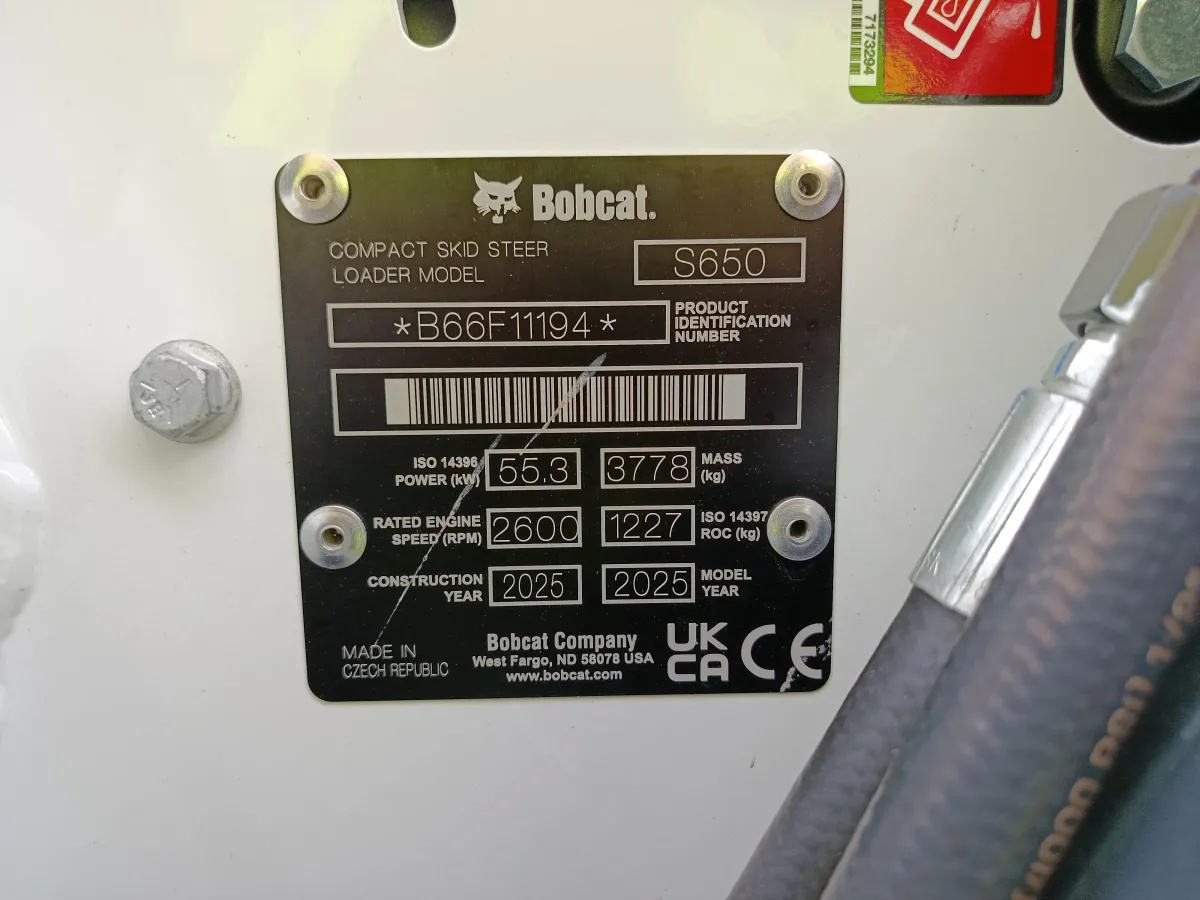 7173294
Bobcat.
COMPACT SKID STEER
LOADER MODEL
S650
*B66F11194*
PRODUCT
IDENTIFICATION
NUMBER
ISO 14396
POWER (kW)
55.3
3778
MASS
(kg)
RATED ENGINE
SPEED (RPM)
2600
1227
ISO 14397
ROC (kg)
CONSTRUCTION
YEAR
2025
2025
MODEL
YEAR
MADE IN
CZECH REPUBLIC
Bobcat Company
West Fargo, ND 58078 USA
www.bobcat.com
UK
CA
CE